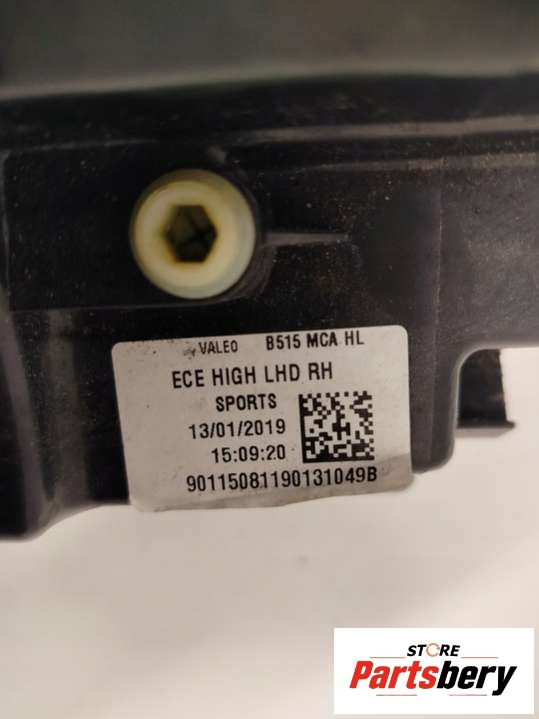 VALEO B515 MCA HL
ECE HIGH LHD RH
SPORTS
13/01/2019
15:09:20
90115081190131049B
STORE
Partsbery